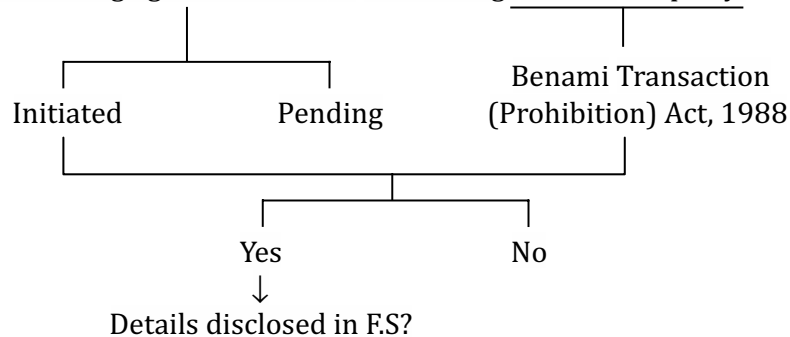 Initiated
Pending
Benami Transaction
(Prohibition) Act, 1988
Yes
No
Details disclosed in F.S?